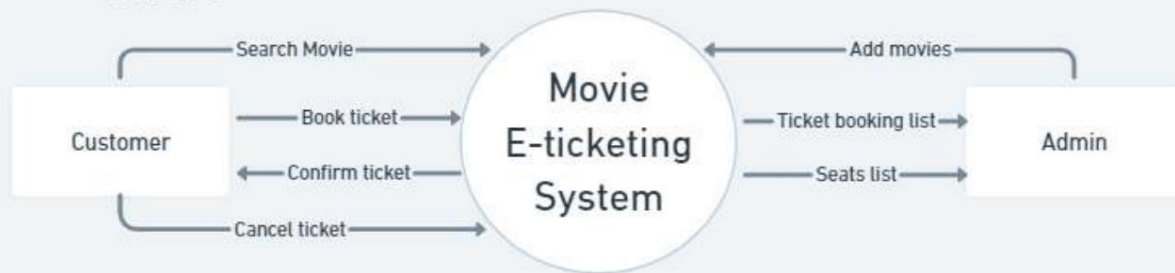 Search Movie
Add movies
Movie
E-ticketing
System
Book ticket
Ticket booking list
Customer
Admin
Confirm ticket
Seats list
Cancel ticket